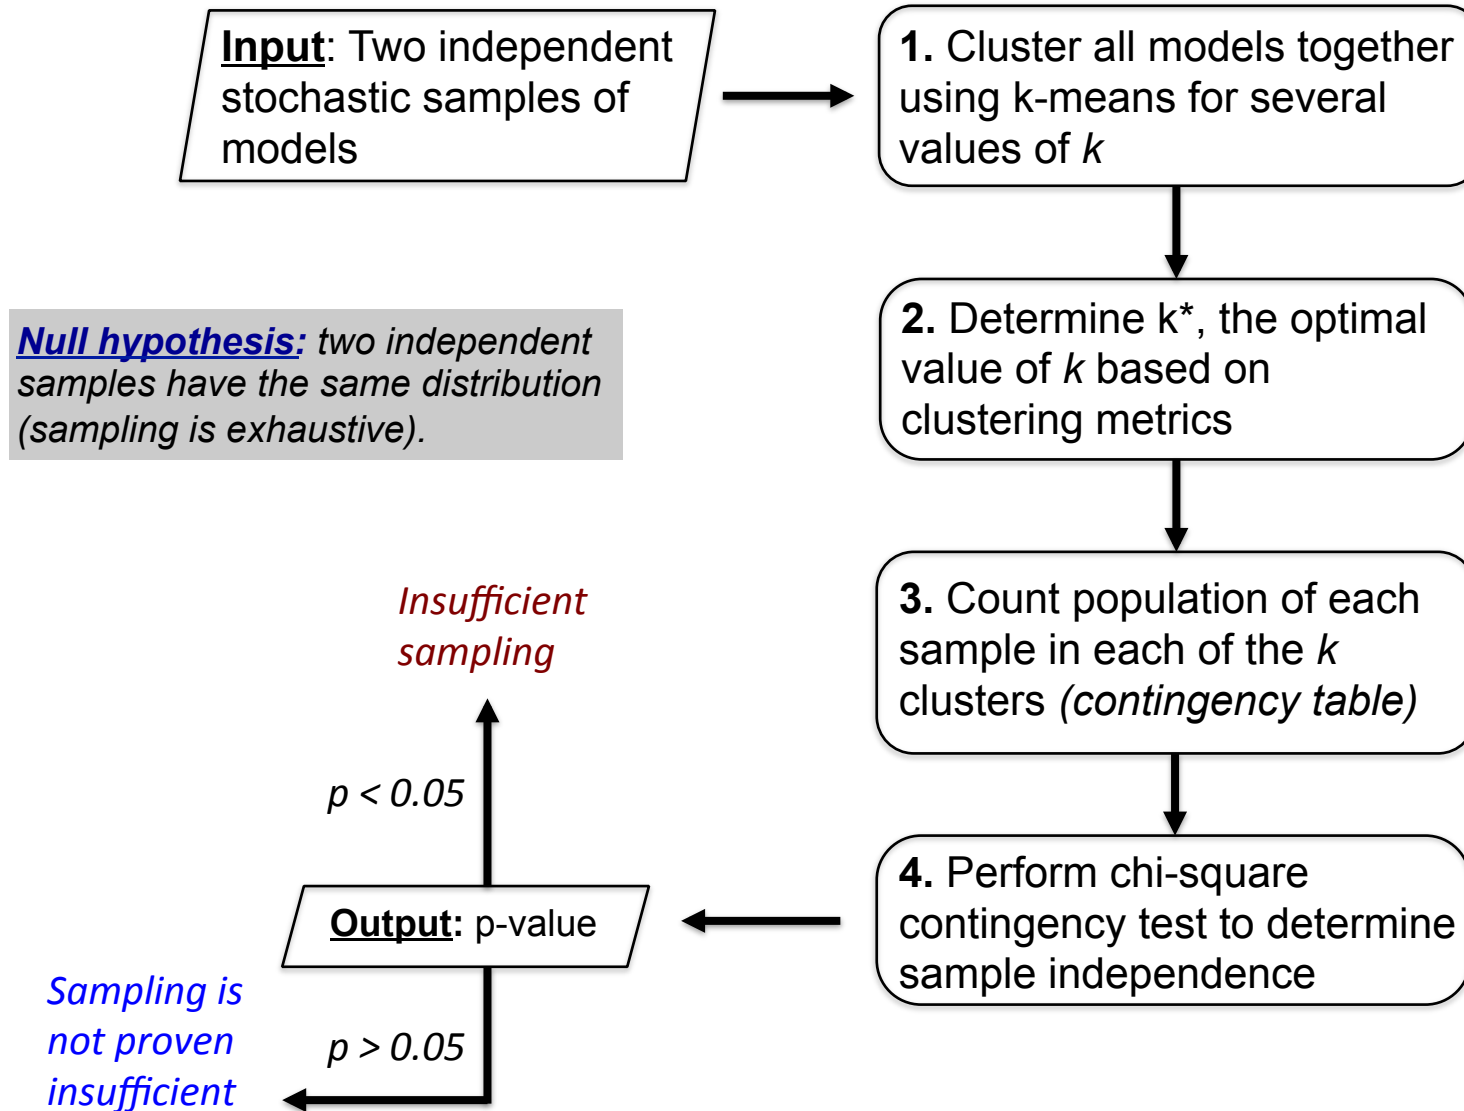 Input: Two independent
stochastic samples of
models
1. Cluster all models together
using k-means for several
values of k
2. Determine k*, the optimal
value of k based on
clustering metrics
Null hypothesis: two independent
samples have the same distribution
(sampling is exhaustive).
3. Count population of each
sample in each of the k
clusters (contingency table)
4. Perform chi-square
contingency test to determine
sample independence
Output: p-value
p < 0.05
Insufficient
sampling
p > 0.05
Sampling is
not proven
insufficient